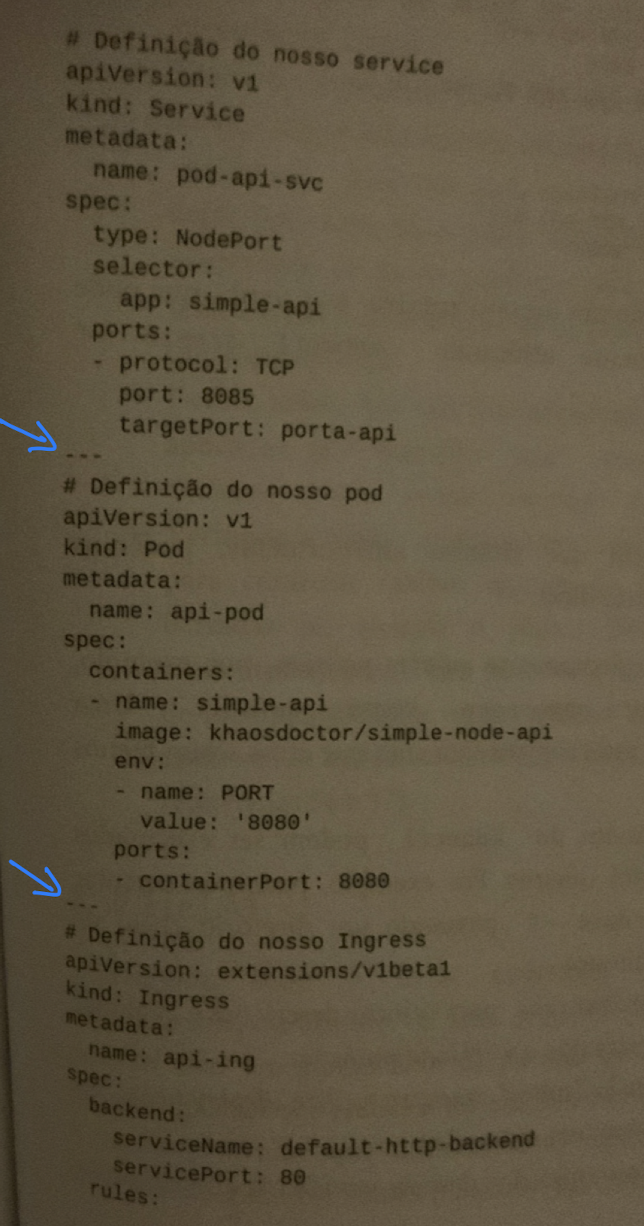 # Definição do nosso service
apiVersion: v1
kind: Service
metadata:
  name: pod-api-svc
spec:
  type: NodePort
  selector:
    app: simple-api
  ports:
  - protocol: TCP
    port: 8085
    targetPort: porta-api
---
# Definição do nosso pod
apiVersion: v1
kind: Pod
metadata:
  name: api-pod
spec:
  containers:
  - name: simple-api
    image: khaosdoctor/simple-node-api
    env:
    - name: PORT
      value: '8080'
    ports:
    - containerPort: 8080
---
# Definição do nosso Ingress
apiVersion: extensions/v1beta1
kind: Ingress
metadata:
  name: api-ing
spec:
  backend:
    serviceName: default-http-backend
    servicePort: 80
  rules: